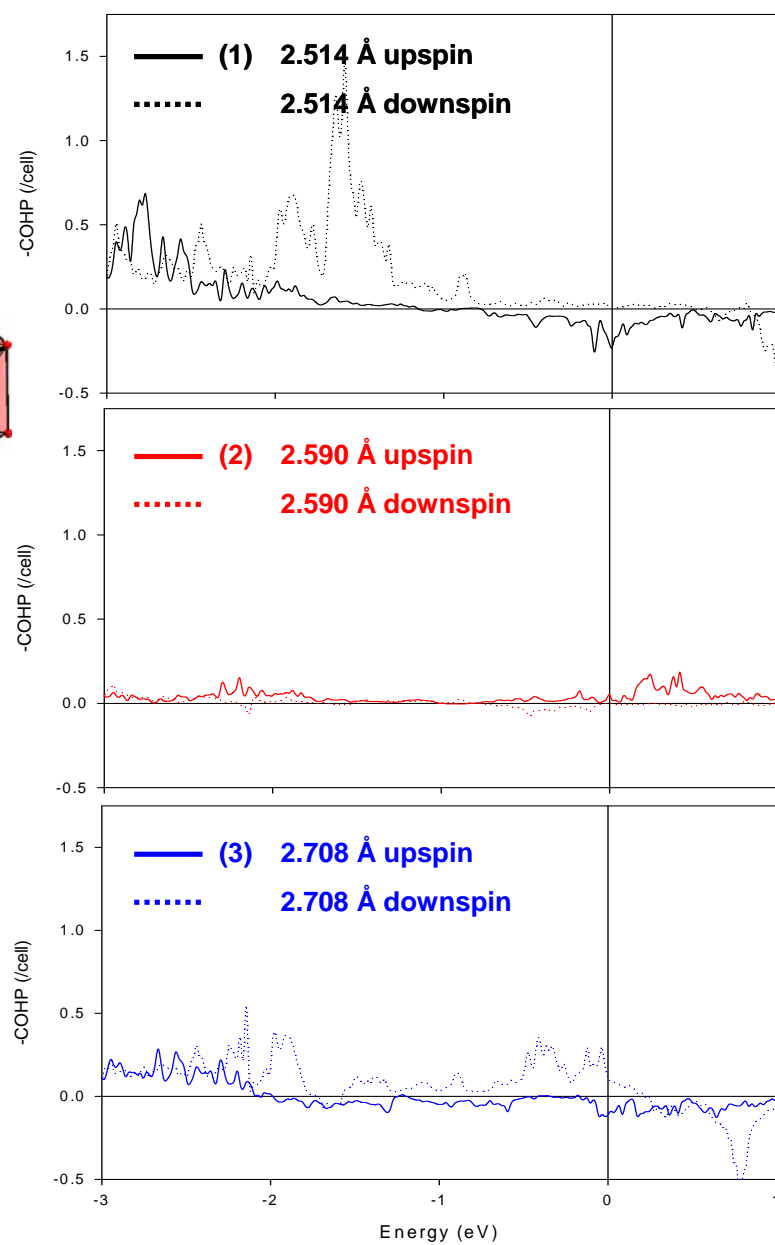 1.5
(1) 2.514 Å upspin
2.514 Å downspin
1.0
-COHP (/cell)
0.5
0.0
-0.5
1.5
(2) 2.590 Å upspin
2.590 Å downspin
1.0
-COHP (/cell)
0.5
0.0
-0.5
1.5
(3) 2.708 Å upspin
2.708 Å downspin
1.0
-COHP (/cell)
0.5
0.0
-0.5
-3 -2 -1 0 1
Energy (eV)